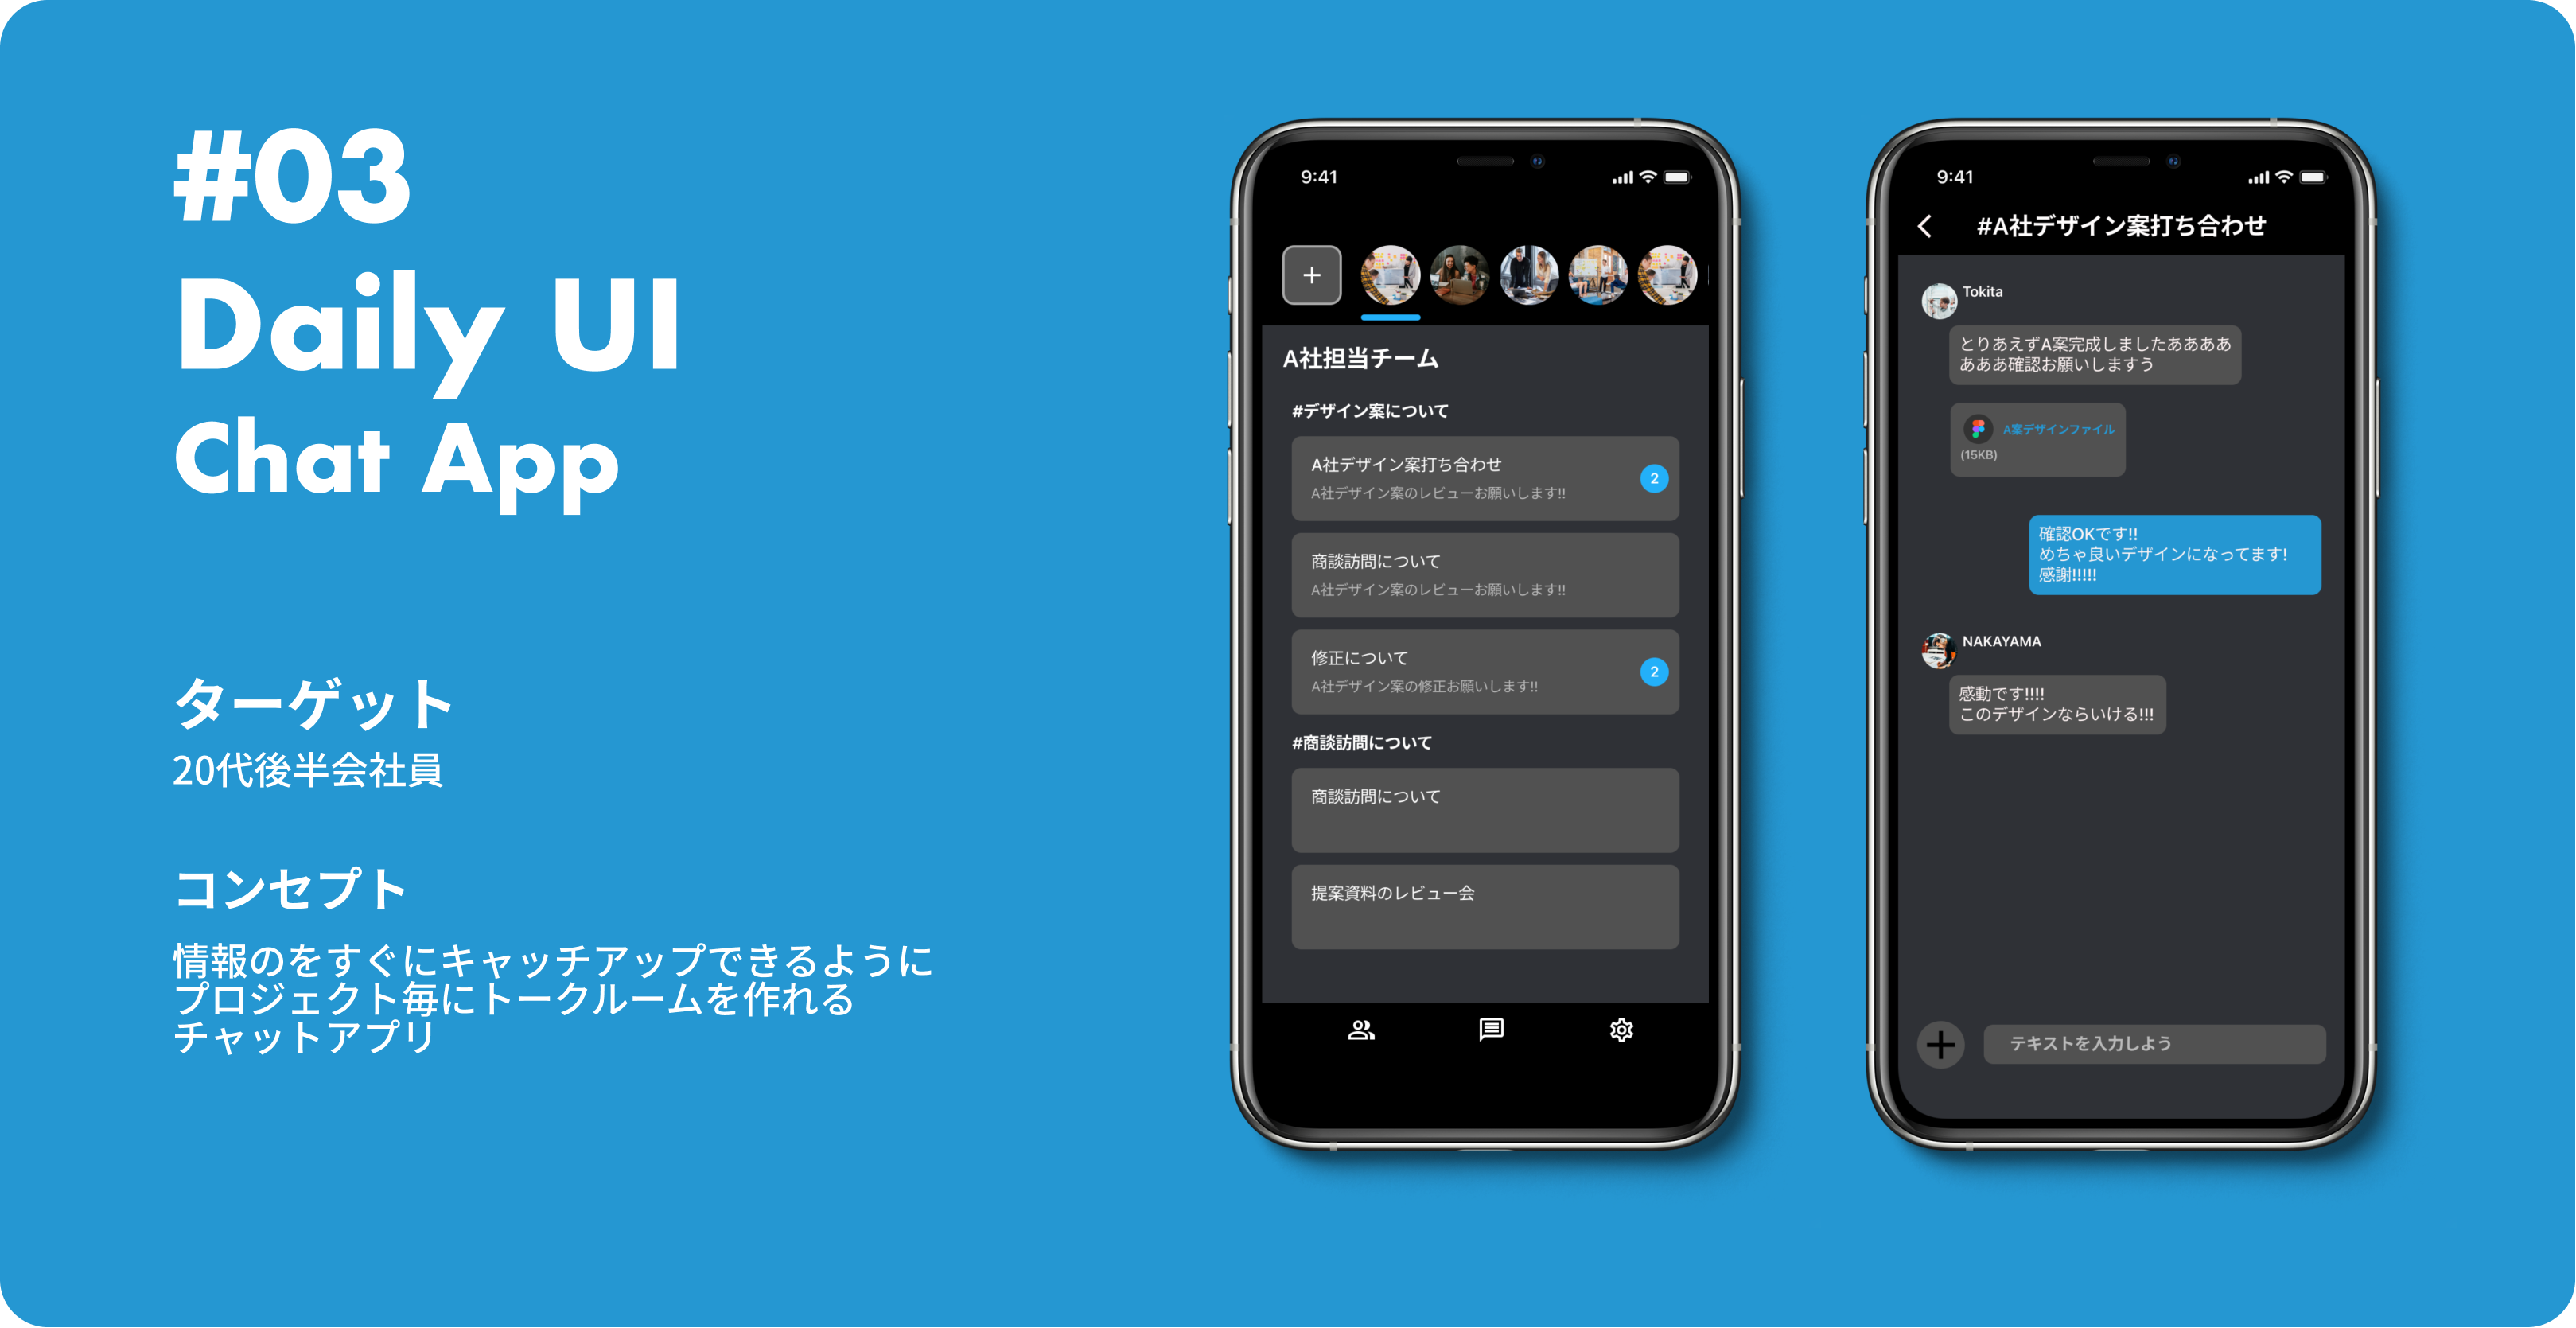 #03
Daily UI
Chat App
ターゲット
20代後半会社員
コンセプト
情報のをすぐにキャッチアップできるように
プロジェクト毎にトークルームを作れる
チャットアプリ
9:41
+
A社担当チーム
#デザイン案について
A社デザイン案打ち合わせ
A社デザイン案のレビューお願いします!!
2
商談訪問について
A社デザイン案のレビューお願いします!!
修正について
A社デザイン案の修正お願いします!!
2
#商談訪問について
商談訪問について
提案資料のレビュー会
9:41
#A社デザイン案打ち合わせ
Tokita
とりあえずA案完成しましたああああ
あああ確認お願いしますう
A案デザインファイル
(15KB)
確認OKです!!
めちゃ良いデザインになってます!
感謝!!!!!
NAKAYAMA
感動です!!!!
このデザインならいける!!!
テキストを入力しよう